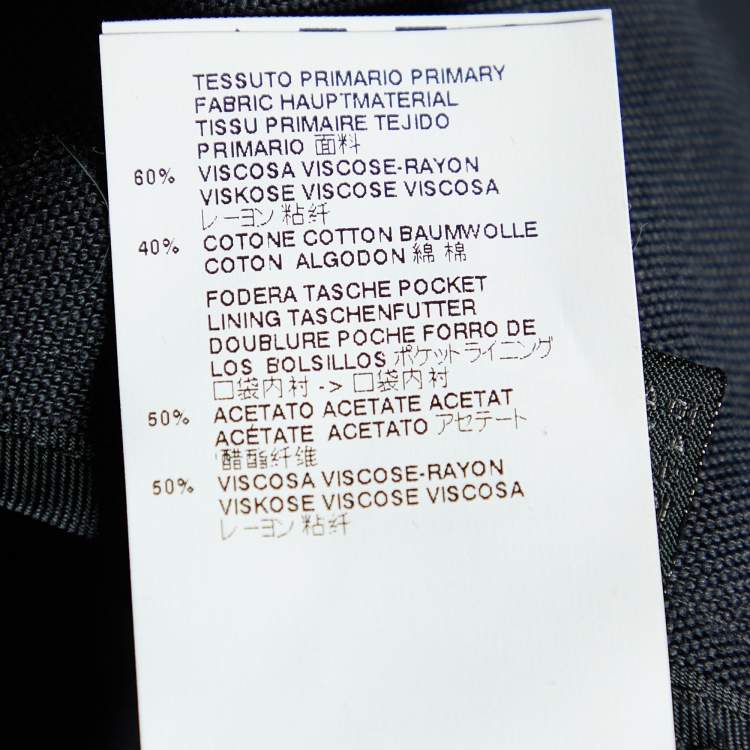 TESSUTO PRIMARIO PRIMARY
FABRIC HAUPTMATERIAL
TISSU PRIMAIRE TEJIDO
PRIMARIO 面料
60% VISCOSA VISCOSE-RAYON
VISKOSE VISCOSE VISCOSA
レーヨン 粘纤
40% COTONE COTTON BAUMWOLLE
COTON ALGODON 綿 棉
FODERA TASCHE POCKET
LINING TASCHENFUTTER
DOUBLURE POCHE FORRO DE
LOS BOLSILLOS ポケットライニング
口袋内衬 -> 口袋内衬
50% ACETATO ACETATE ACETAT
ACÉTATE ACETATO アセテート
醋酯纤维
50% VISCOSA VISCOSE-RAYON
VISKOSE VISCOSE VISCOSA
レーヨン 粘纤